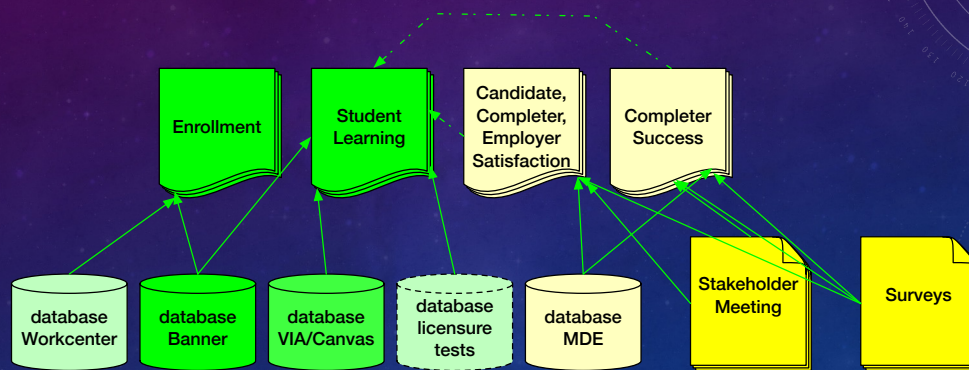 Enrollment
Student
Learning
Candidate,
Completer,
Employer
Satisfaction
Completer
Success
database
Workcenter
database
Banner
database
VIA/Canvas
database
licensure
tests
database
MDE
Stakeholder
Meeting
Surveys